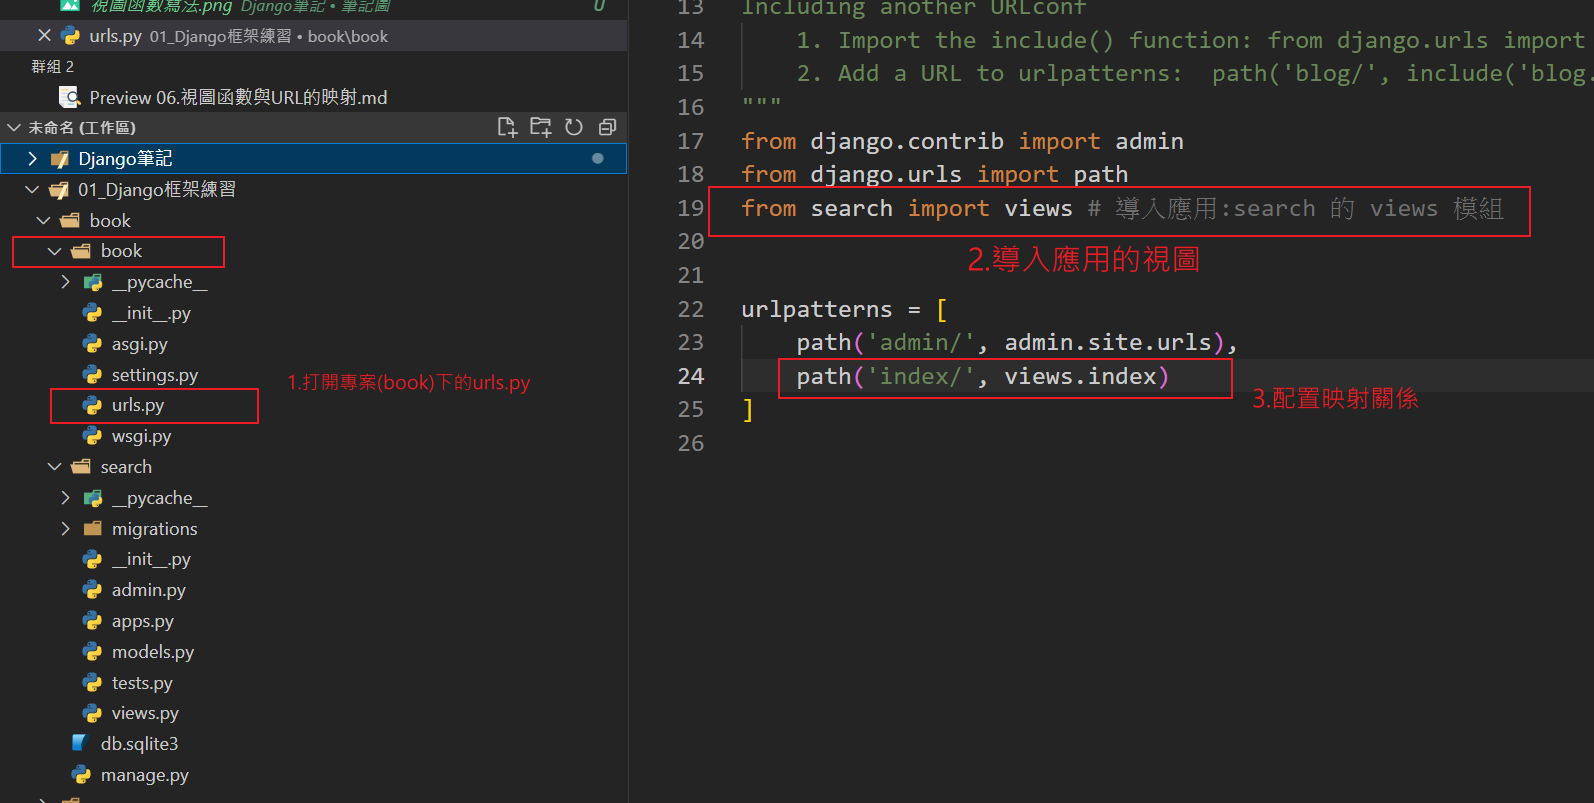 視圖函數寫法.png Django筆記 • 筆記圖 U
urls.py 01_Django框架練習 • book\book
群組 2
Preview 06.視圖函數與URL的映射.md
未命名 (工作區)
Django筆記
01_Django框架練習
book
book
__pycache__
__init__.py
asgi.py
settings.py
urls.py
1.打開專案(book)下的urls.py
wsgi.py
search
__pycache__
migrations
__init__.py
admin.py
apps.py
models.py
tests.py
views.py
db.sqlite3
manage.py
13 Including another URLconf
14 1. Import the include() function: from django.urls import
15 2. Add a URL to urlpatterns:  path('blog/', include('blog.
16 """
17 from django.contrib import admin
18 from django.urls import path
19 from search import views # 導入應用:search 的 views 模組
20
2.導入應用的視圖
21
22 urlpatterns = [
23 path('admin/', admin.site.urls),
24 path('index/', views.index)
3.配置映射關係
25 ]
26